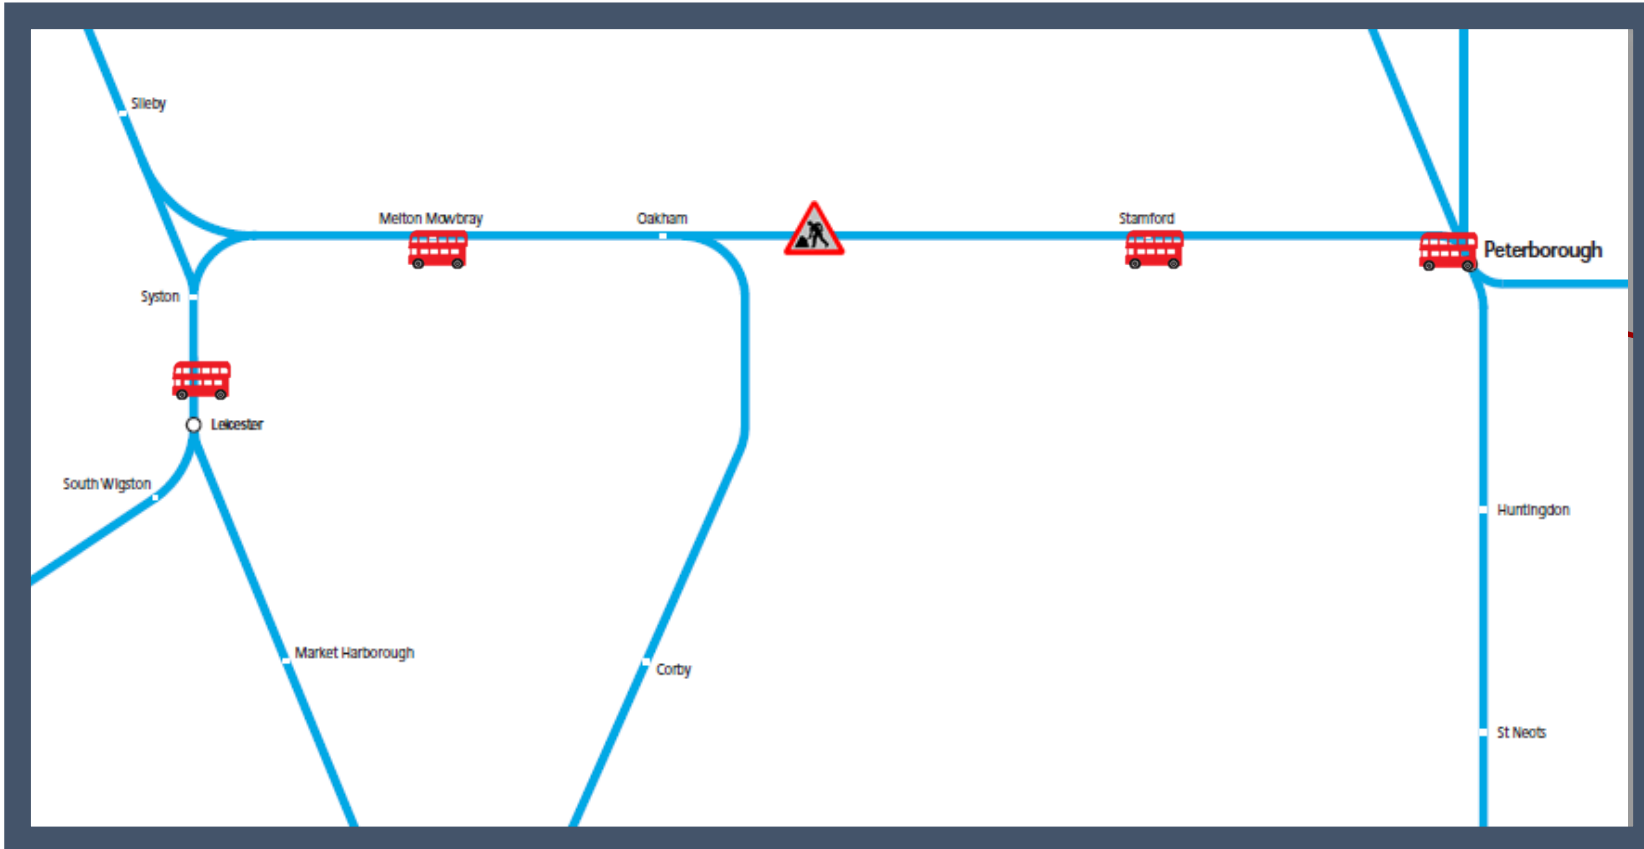 Sileby
Melton Mowbray
Oakham
Stamford
Peterborough
Syston
Leicester
South Wigston
Huntingdon
Market Harborough
Corby
St Neots